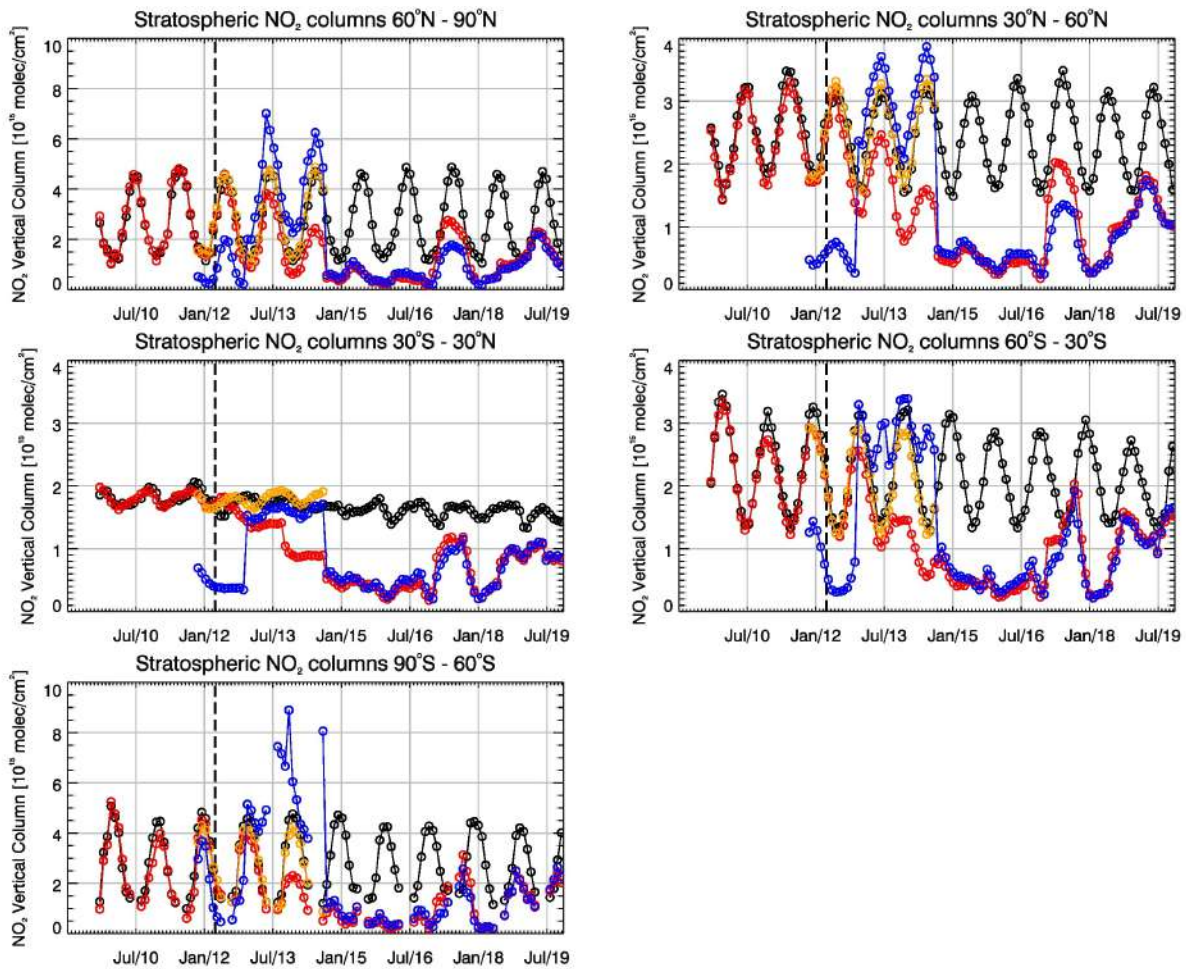 Stratospheric NO₂ columns 60°N - 90°N
NO₂ Vertical Column [10¹⁵ molec/cm²]
10
8
6
4
2
0
Jul/10 Jan/12 Jul/13 Jan/15 Jul/16 Jan/18 Jul/19
Stratospheric NO₂ columns 30°N - 60°N
NO₂ Vertical Column [10¹⁵ molec/cm²]
4
3
2
1
0
Jul/10 Jan/12 Jul/13 Jan/15 Jul/16 Jan/18 Jul/19
Stratospheric NO₂ columns 30°S - 30°N
NO₂ Vertical Column [10¹⁵ molec/cm²]
4
3
2
1
0
Jul/10 Jan/12 Jul/13 Jan/15 Jul/16 Jan/18 Jul/19
Stratospheric NO₂ columns 60°S - 30°S
NO₂ Vertical Column [10¹⁵ molec/cm²]
4
3
2
1
0
Jul/10 Jan/12 Jul/13 Jan/15 Jul/16 Jan/18 Jul/19
Stratospheric NO₂ columns 90°S - 60°S
NO₂ Vertical Column [10¹⁵ molec/cm²]
10
8
6
4
2
0
Jul/10 Jan/12 Jul/13 Jan/15 Jul/16 Jan/18 Jul/19